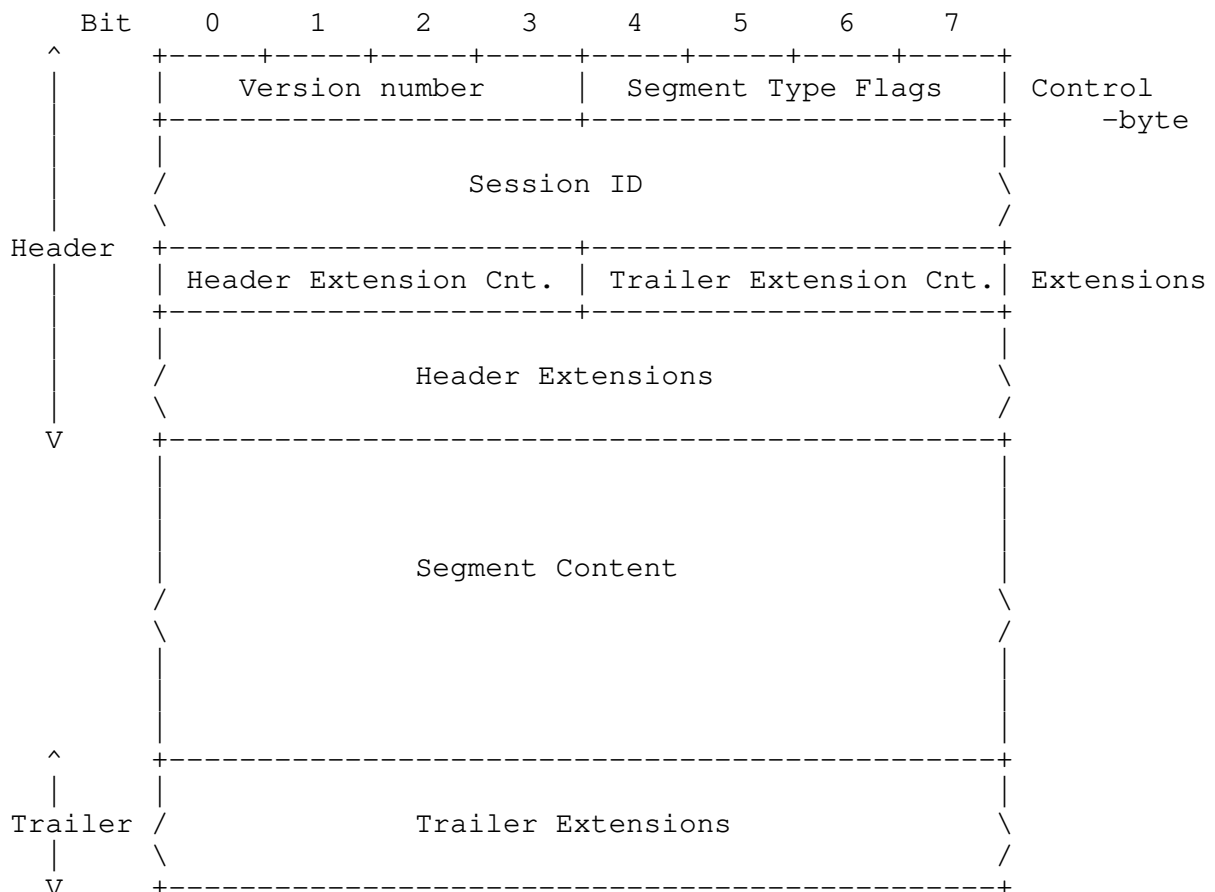 Bit 0 1 2 3 4 5 6 7
Version number Segment Type Flags Control
-byte
Session ID
Header
Header Extension Cnt. Trailer Extension Cnt. Extensions
Header Extensions
V
Segment Content
Trailer Trailer Extensions
V